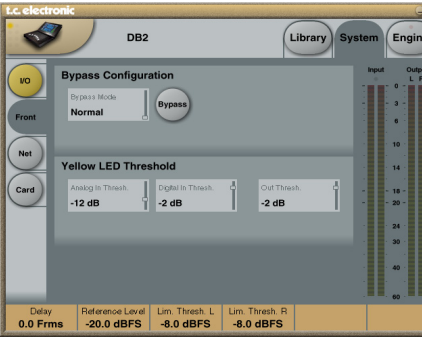 t.c. electronic
DB2
Library
System
Engin
I/O
Bypass Configuration
Bypass Mode
Normal
Bypass
Front
Net
Card
Yellow LED Threshold
Analog In Thresh.
-12 dB
Digital In Thresh.
-2 dB
Out Thresh.
-2 dB
Input
Outp
L R
0
3
6
10
14
18
20
24
30
40
60
Delay
0.0 Frms
Reference Level
-20.0 dBFS
Lim. Thresh. L
-8.0 dBFS
Lim. Thresh. R
-8.0 dBFS